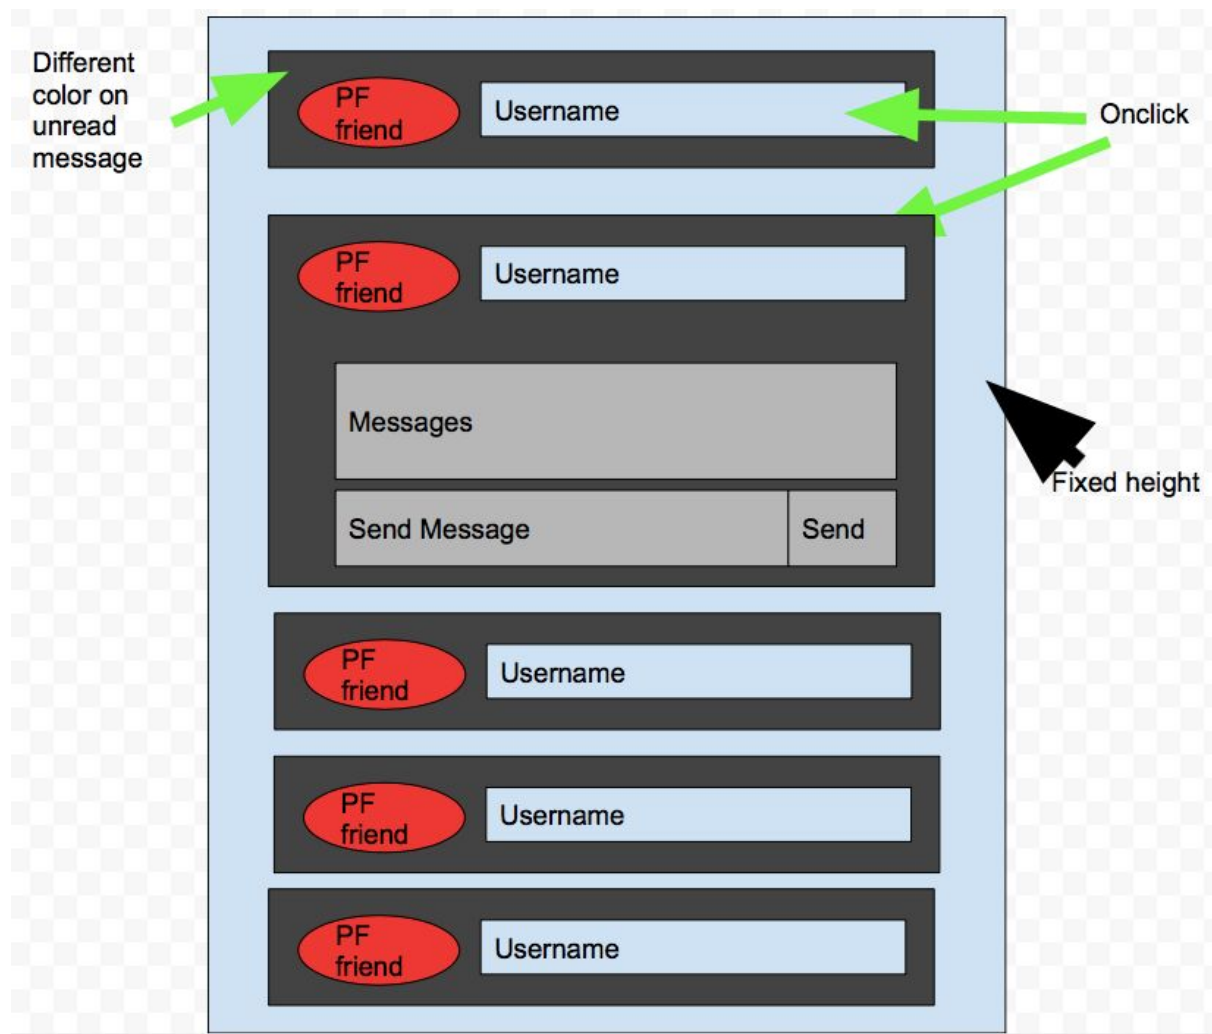 Different
color on
unread
message
PF
friend
Username
Onclick
PF
friend
Username
Messages
Fixed height
Send Message
Send
PF
friend
Username
PF
friend
Username
PF
friend
Username